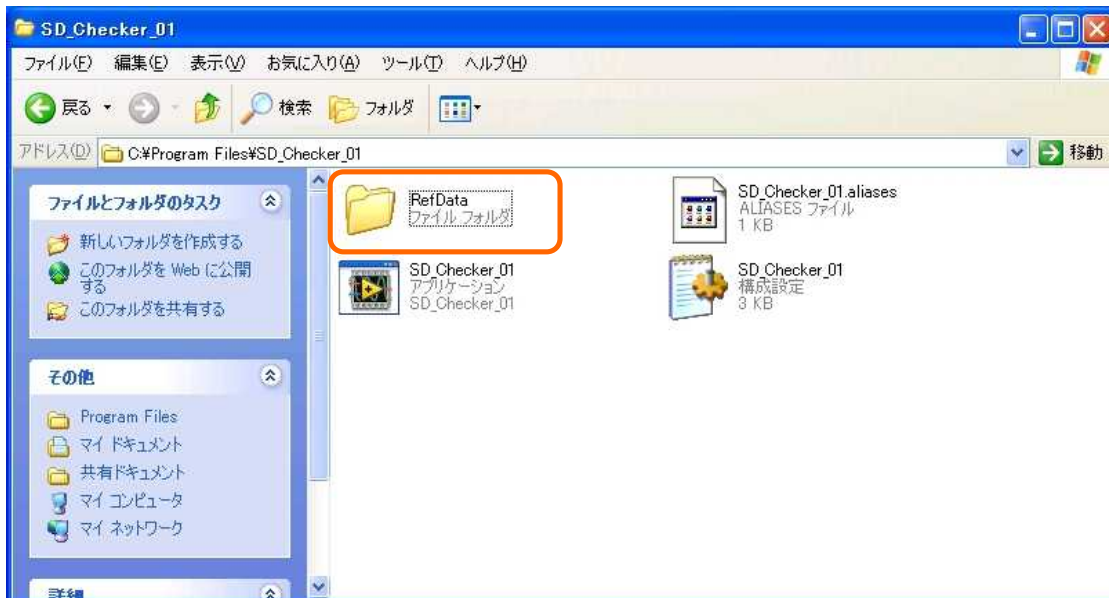 SD_Checker_01
ファイル(F) 編集(E) 表示(V) お気に入り(A) ツール(T) ヘルプ(H)
戻る 検索 フォルダ
アドレス(D) C:¥Program Files¥SD_Checker_01 移動
ファイルとフォルダのタスク
新しいフォルダを作成する
このフォルダを Web に公開
する
このフォルダを共有する
その他
Program Files
マイ ドキュメント
共有ドキュメント
マイ コンピュータ
マイ ネットワーク
詳細
RefData
ファイル フォルダ
SD_Checker_01.aliases
ALIASES ファイル
1 KB
SD_Checker_01
アプリケーション
SD_Checker_01
SD_Checker_01
構成設定
3 KB